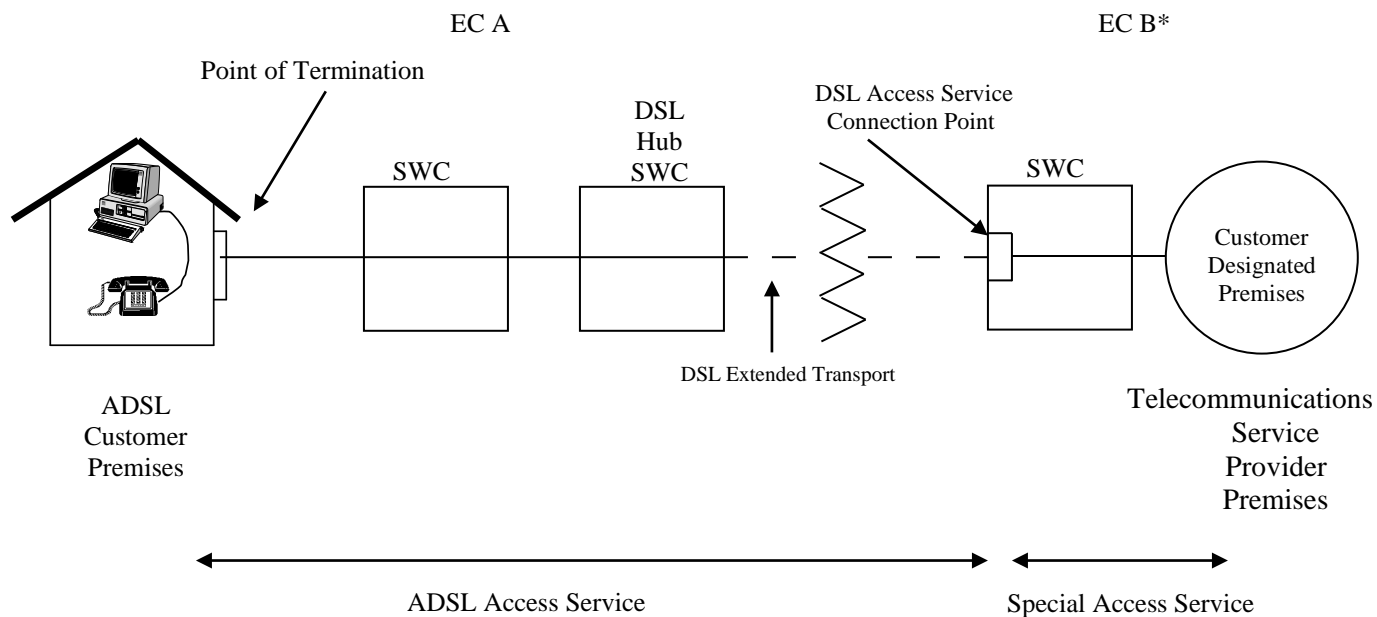 EC A
EC B*
Point of Termination
DSL Access Service
Connection Point
DSL
Hub
SWC
SWC
SWC
Customer
Designated
Premises
DSL Extended Transport
ADSL
Customer
Premises
Telecommunications
Service
Provider
Premises
ADSL Access Service
Special Access Service